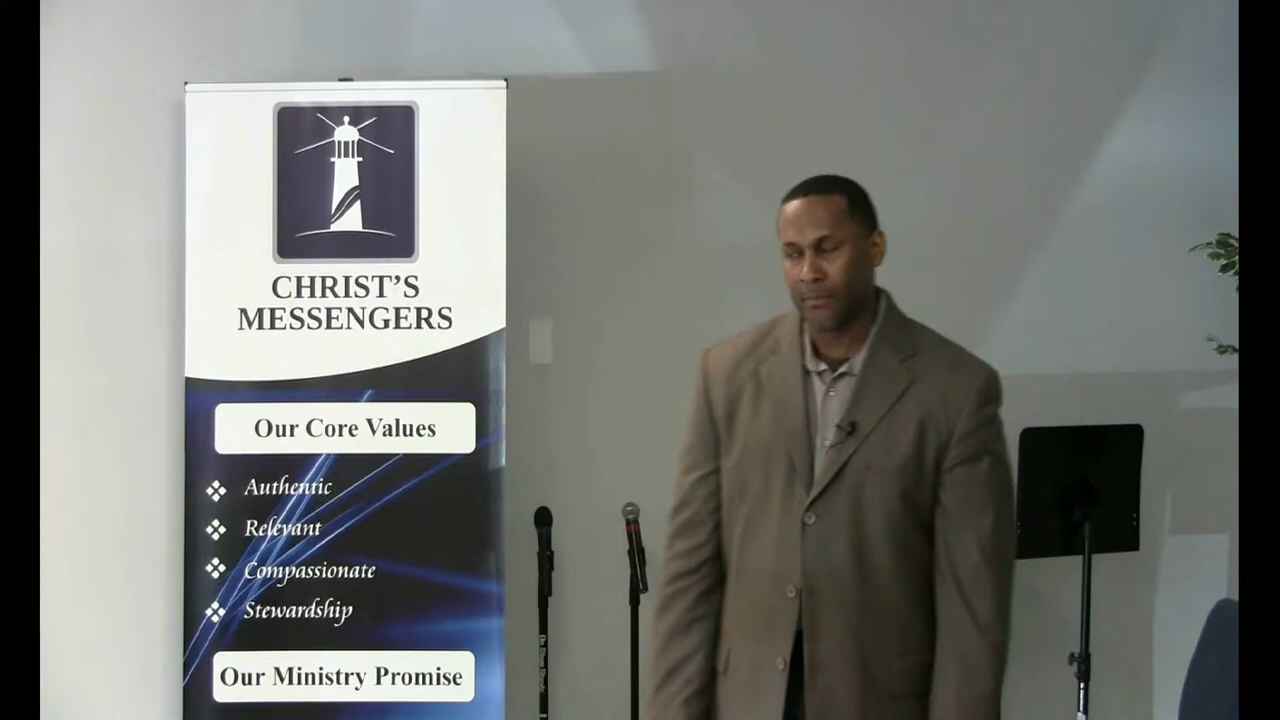 CHRIST'S
MESSENGERS
Our Core Values
Authentic
Relevant
Compassionate
Stewardship
Our Ministry Promise